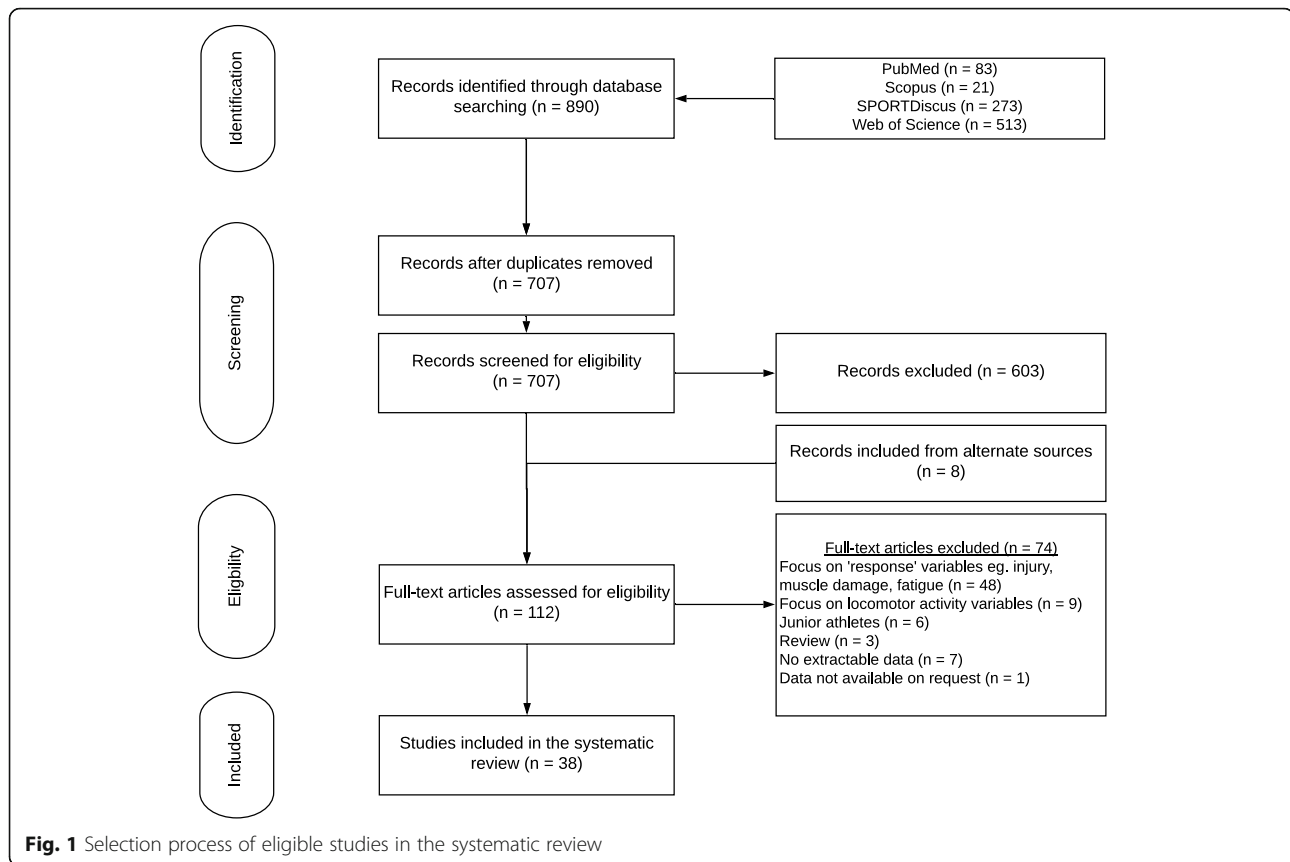 Identification
Records identified through database
searching (n = 890)
PubMed (n = 83)
Scopus (n = 21)
SPORTDiscus (n = 273)
Web of Science (n = 513)
Screening
Records after duplicates removed
(n = 707)
Records screened for eligibility
(n = 707)
Records excluded (n = 603)
Records included from alternate sources
(n = 8)
Eligbility
Full-text articles assessed for eligibility
(n = 112)
Full-text articles excluded (n = 74)
Focus on 'response' variables eg. injury,
muscle damage, fatigue (n = 48)
Focus on locomotor activity variables (n = 9)
Junior athletes (n = 6)
Review (n = 3)
No extractable data (n = 7)
Data not available on request (n = 1)
Included
Studies included in the systematic
review (n = 38)
Fig. 1 Selection process of eligible studies in the systematic review